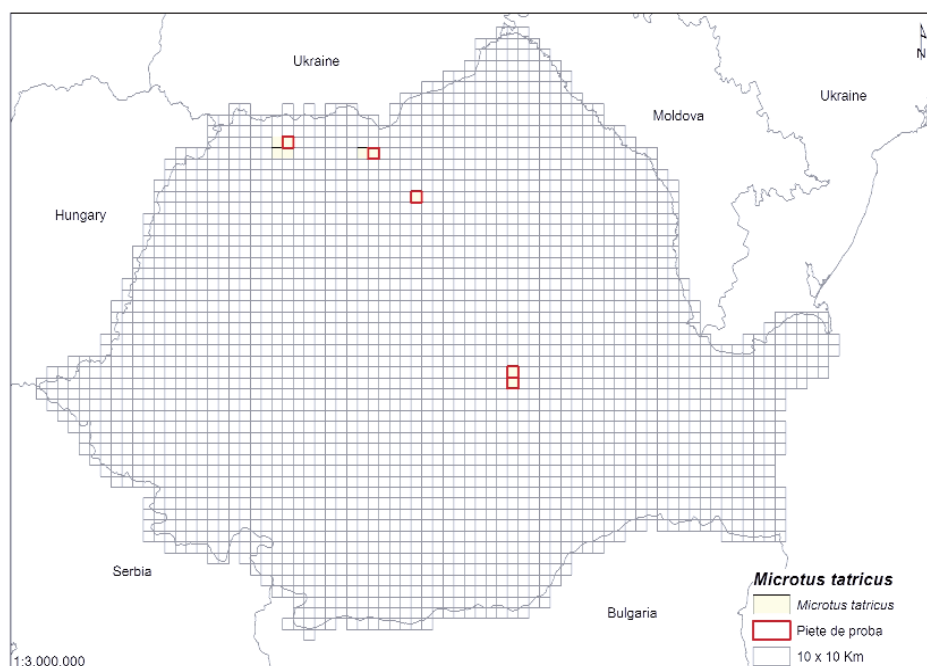 Ukraine
N
Ukraine
Moldova
Hungary
Serbia
Bulgaria
Microtus tatricus
Microtus tatricus
Piete de proba
10 x 10 Km
1:3.000.000